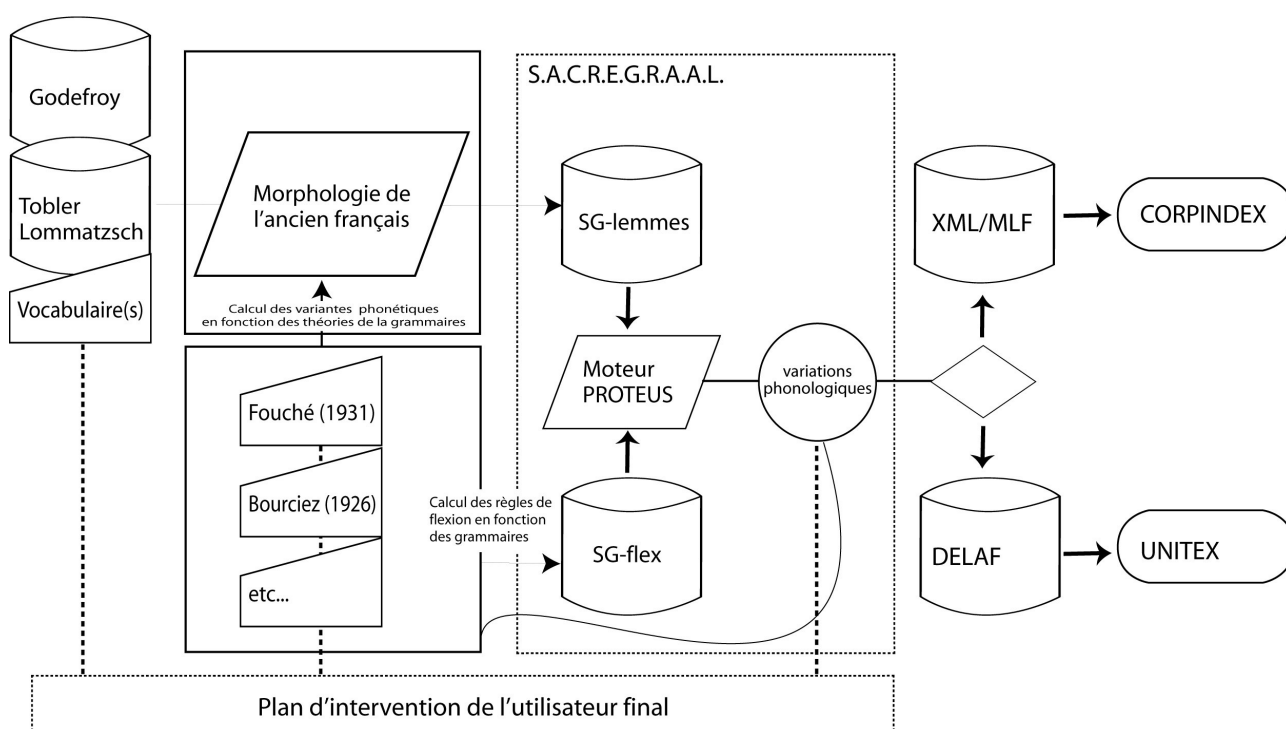 Godefroy
Tobler
Lommatzsch
Vocabulaire(s)
Morphologie de
l'ancien français
Calcul des variantes phonétiques
en fonction des théories de la grammaires
Fouché (1931)
Bourciez (1926)
etc...
Calcul des règles de
flexion en fonction
des grammaires
S.A.C.R.E.G.R.A.A.L.
SG-lemmes
Moteur
PROTEUS
SG-flex
variations
phonologiques
XML/MLF
CORPINDEX
DELAF
UNITEX
Plan d'intervention de l'utilisateur final